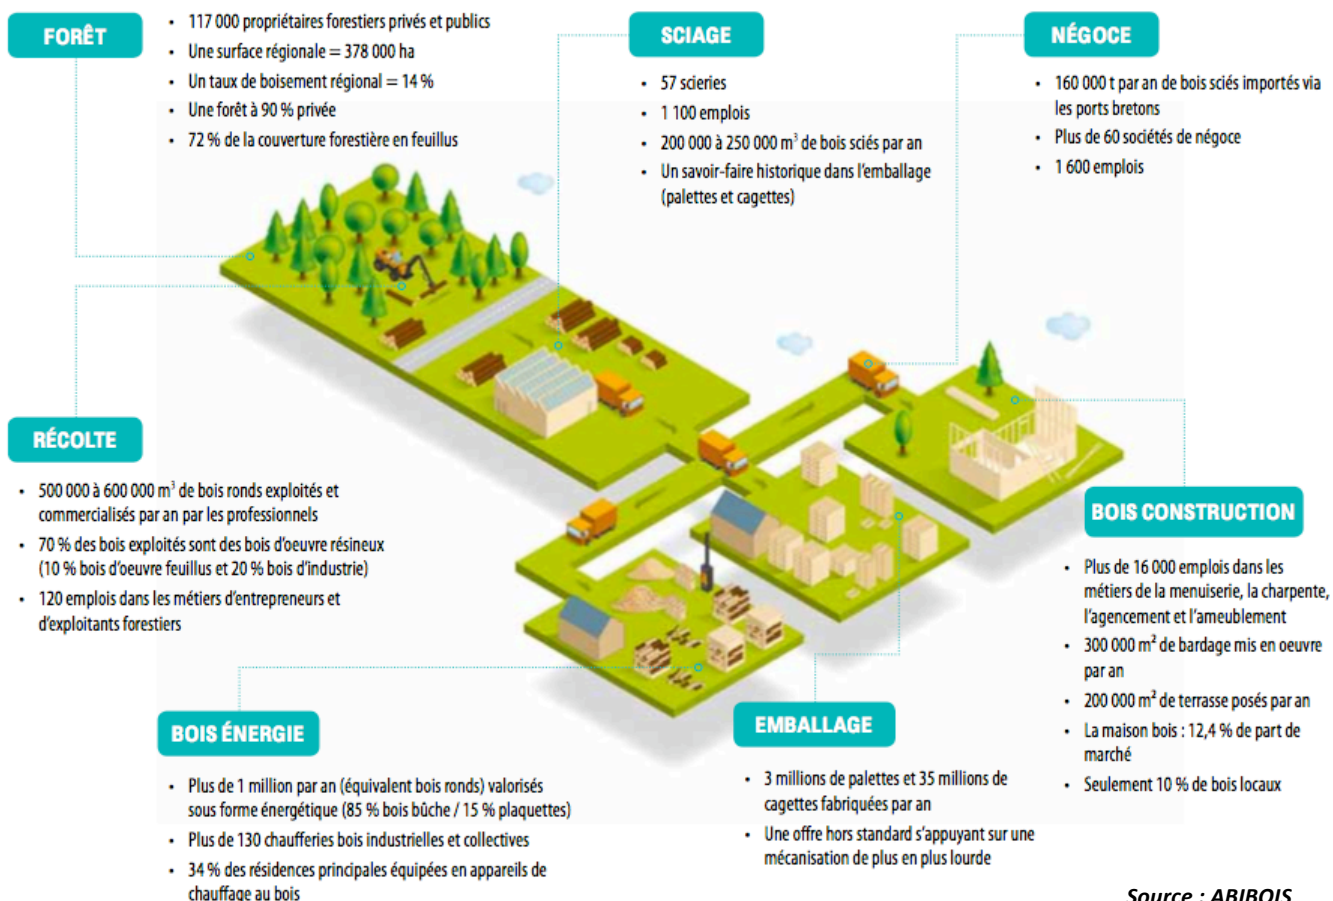 FORÊT
• 117 000 propriétaires forestiers privés et publics
• Une surface régionale = 378 000 ha
• Un taux de boisement régional = 14 %
• Une forêt à 90 % privée
• 72 % de la couverture forestière en feuillus
SCIAGE
• 57 scieries
• 1 100 emplois
• 200 000 à 250 000 m³ de bois sciés par an
• Un savoir-faire historique dans l'emballage
(palettes et cagettes)
NÉGOCE
• 160 000 t par an de bois sciés importés via
les ports bretons
• Plus de 60 sociétés de négoce
• 1 600 emplois
RÉCOLTE
• 500 000 à 600 000 m³ de bois ronds exploités et
commercialisés par an par les professionnels
• 70 % des bois exploités sont des bois d'oeuvre résineux
(10 % bois d'oeuvre feuillus et 20 % bois d'industrie)
• 120 emplois dans les métiers d'entrepreneurs et
d'exploitants forestiers
BOIS CONSTRUCTION
• Plus de 16 000 emplois dans les
métiers de la menuiserie, la charpente,
l'agencement et l'ameublement
• 300 000 m² de bardage mis en oeuvre
par an
• 200 000 m² de terrasse posés par an
• La maison bois : 12,4 % de part de
marché
• Seulement 10 % de bois locaux
BOIS ÉNERGIE
• Plus de 1 million par an (équivalent bois ronds) valorisés
sous forme énergétique (85 % bois bûche / 15 % plaquettes)
• Plus de 130 chaufferies bois industrielles et collectives
• 34 % des résidences principales équipées en appareils de
chauffage au bois
EMBALLAGE
• 3 millions de palettes et 35 millions de
cagettes fabriquées par an
• Une offre hors standard s'appuyant sur une
mécanisation de plus en plus lourde
Source : ABIBOIS